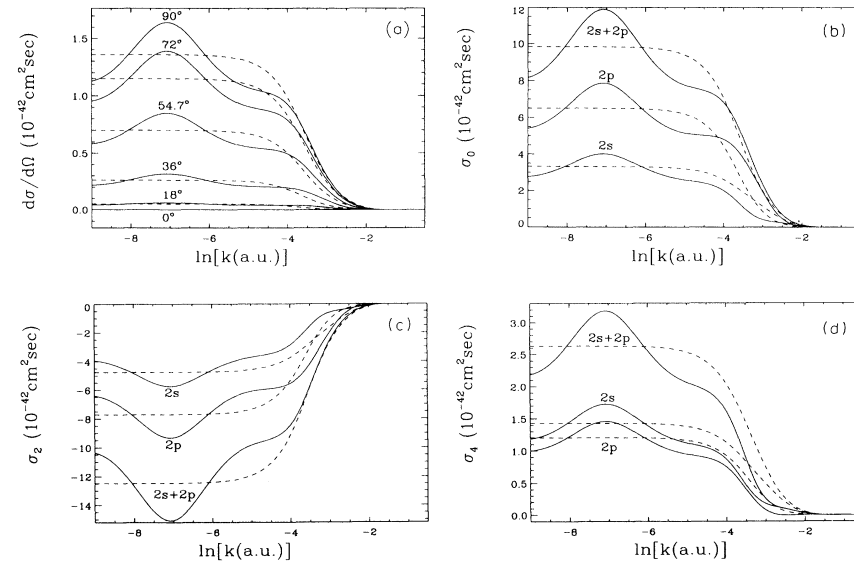 (a)
90°
72°
54.7°
36°
18°
0°
1.5
1.0
0.5
0.0
dσ/dΩ (10⁻⁴²cm²sec)
-8 -6 -4 -2
ln[k(a.u.)]
(b)
2s+2p
2p
2s
12
10
8
6
4
2
0
σ₀ (10⁻⁴²cm²sec)
-8 -6 -4 -2
ln[k(a.u.)]
(c)
2s
2p
2s+2p
0
-2
-4
-6
-8
-10
-12
-14
σ₂ (10⁻⁴²cm²sec)
-8 -6 -4 -2
ln[k(a.u.)]
(d)
2s+2p
2s
2p
3.0
2.5
2.0
1.5
1.0
0.5
0.0
σ₄ (10⁻⁴²cm²sec)
-8 -6 -4 -2
ln[k(a.u.)]